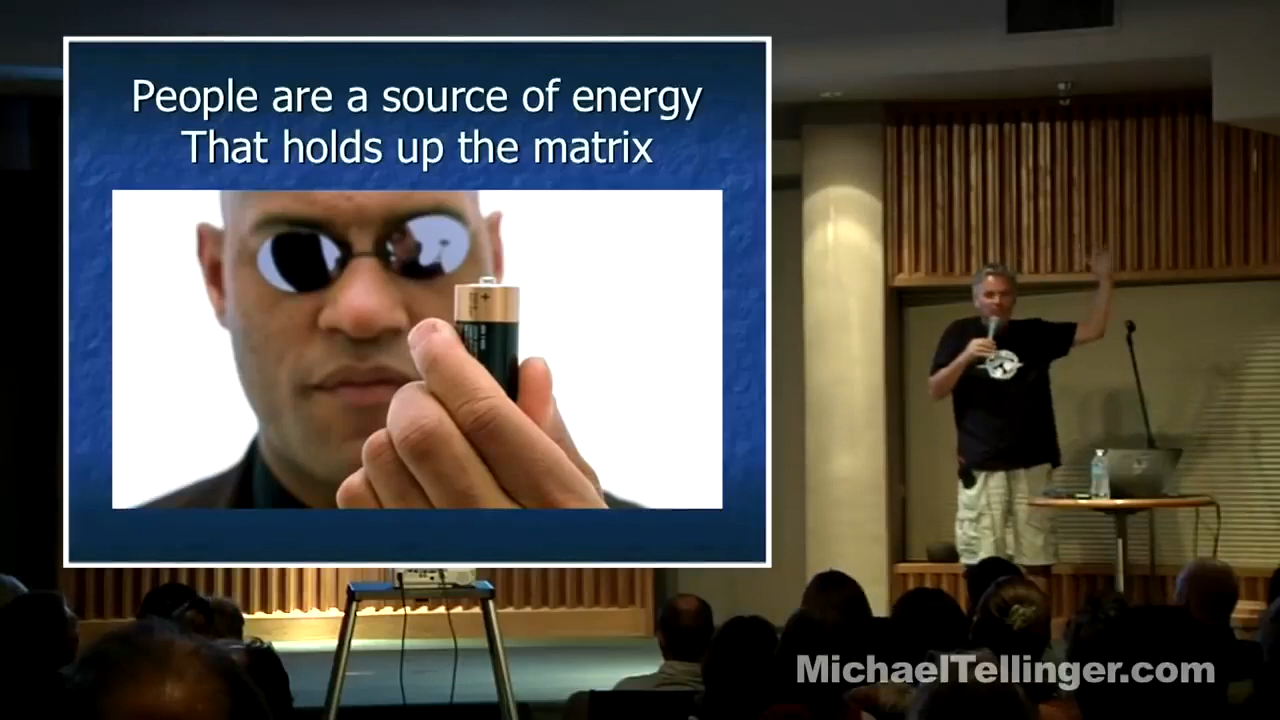 People are a source of energy
That holds up the matrix
+
MichaelTellinger.com